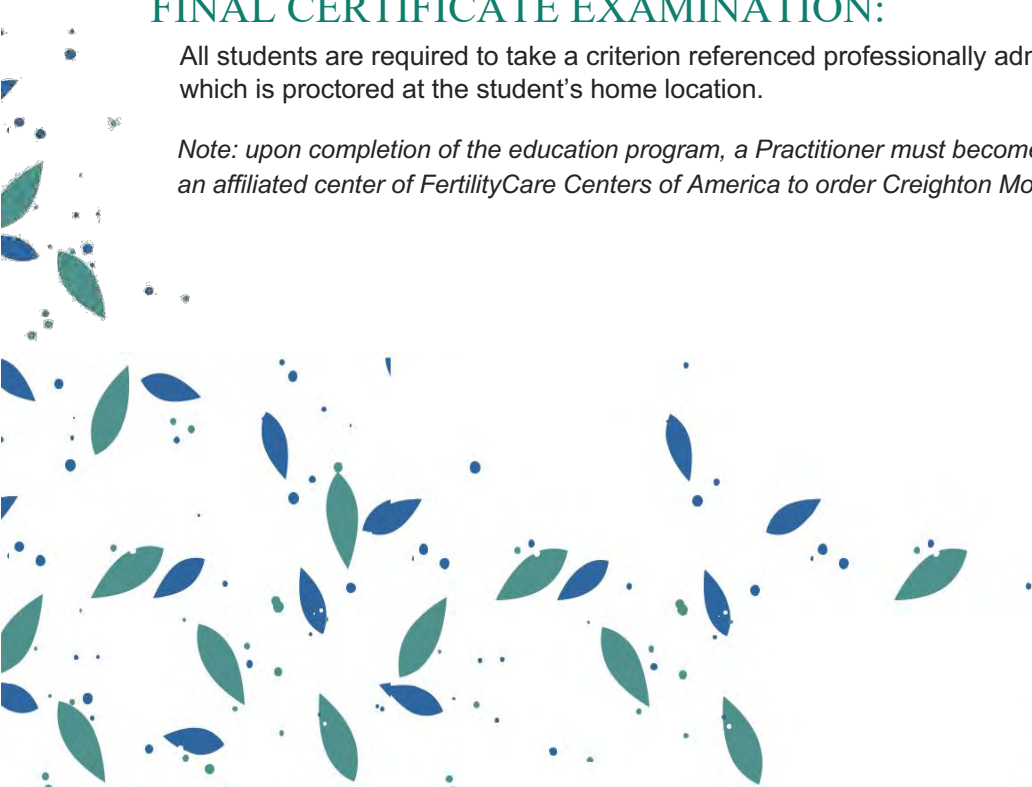 FINAL CERTIFICATE EXAMINATION:
All students are required to take a criterion referenced professionally
which is proctored at the student's home location.
Note: upon completion of the education program, a Practitioner must become
an affiliated center of FertilityCare Centers of America to order Creighton